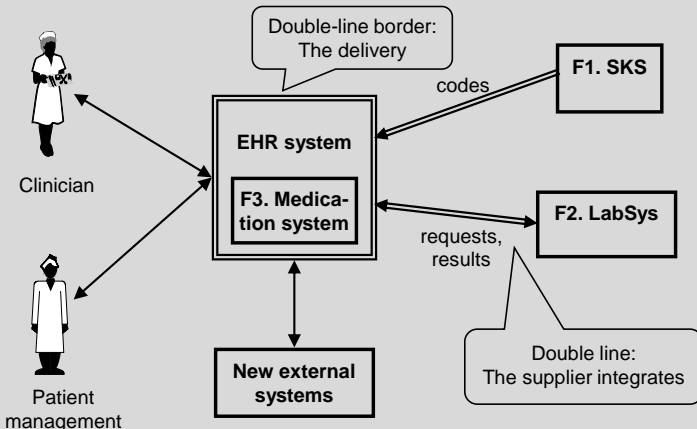 Double-line border:
The delivery
F1. SKS
codes
EHR system
Clinician
F3. Medica-
tion system
F2. LabSys
requests,
results
Double line:
The supplier integrates
New external
systems
Patient
management